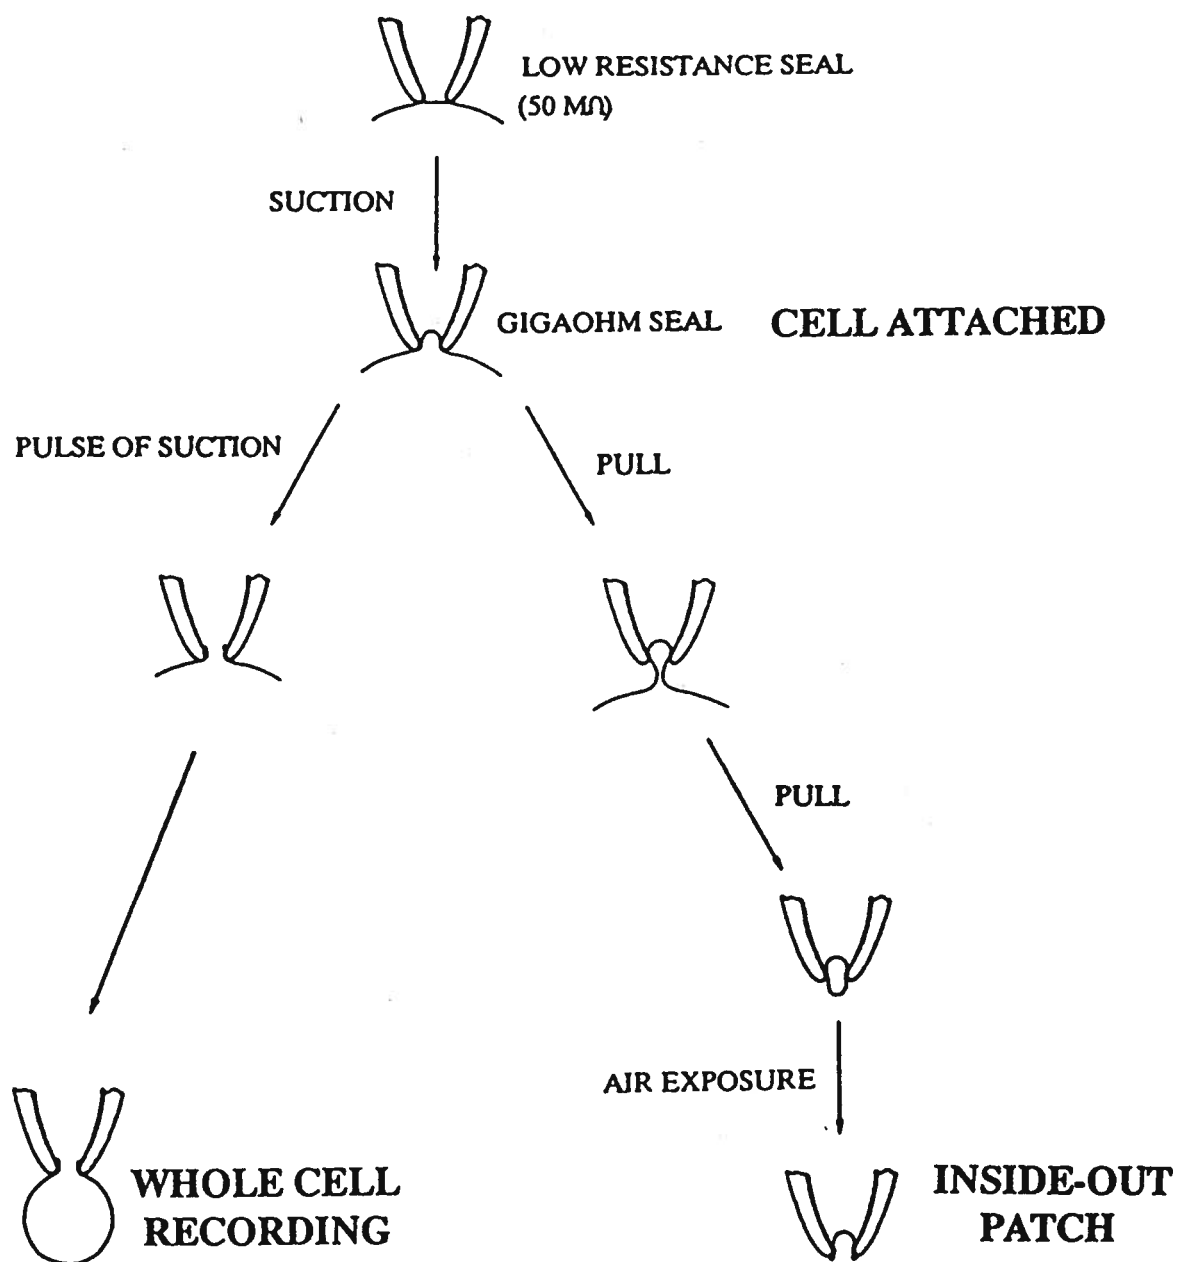 LOW RESISTANCE SEAL
(50 MΩ)
SUCTION
GIGAOHM SEAL
CELL ATTACHED
PULSE OF SUCTION
PULL
PULL
AIR EXPOSURE
WHOLE CELL
RECORDING
INSIDE-OUT
PATCH